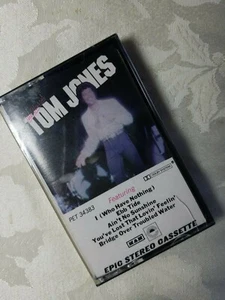 TOM JONES
Featuring
I (Who Have Nothing)
Ebb Tide
Ain't No Sunshine
You've Lost That Lovin' Feelin'
Bridge Over Troubled Water
PET 34383
EPIC STEREO CASSETTE